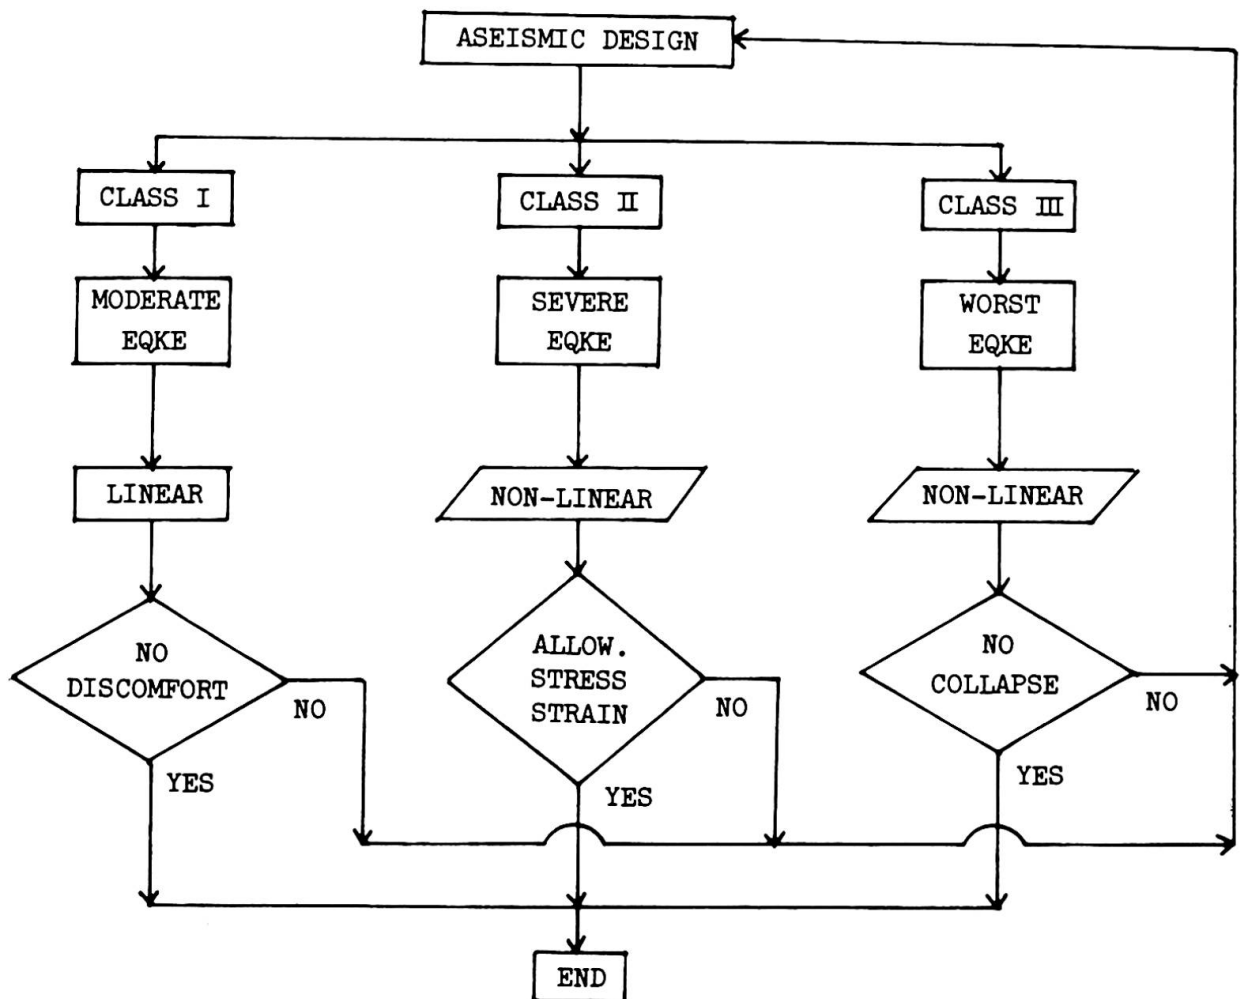 ASEISMIC DESIGN
CLASS I
CLASS II
CLASS III
MODERATE
EQKE
SEVERE
EQKE
WORST
EQKE
LINEAR
NON-LINEAR
NON-LINEAR
NO
DISCOMFORT
NO
ALLOW.
STRESS
STRAIN
NO
NO
COLLAPSE
NO
YES
YES
YES
END